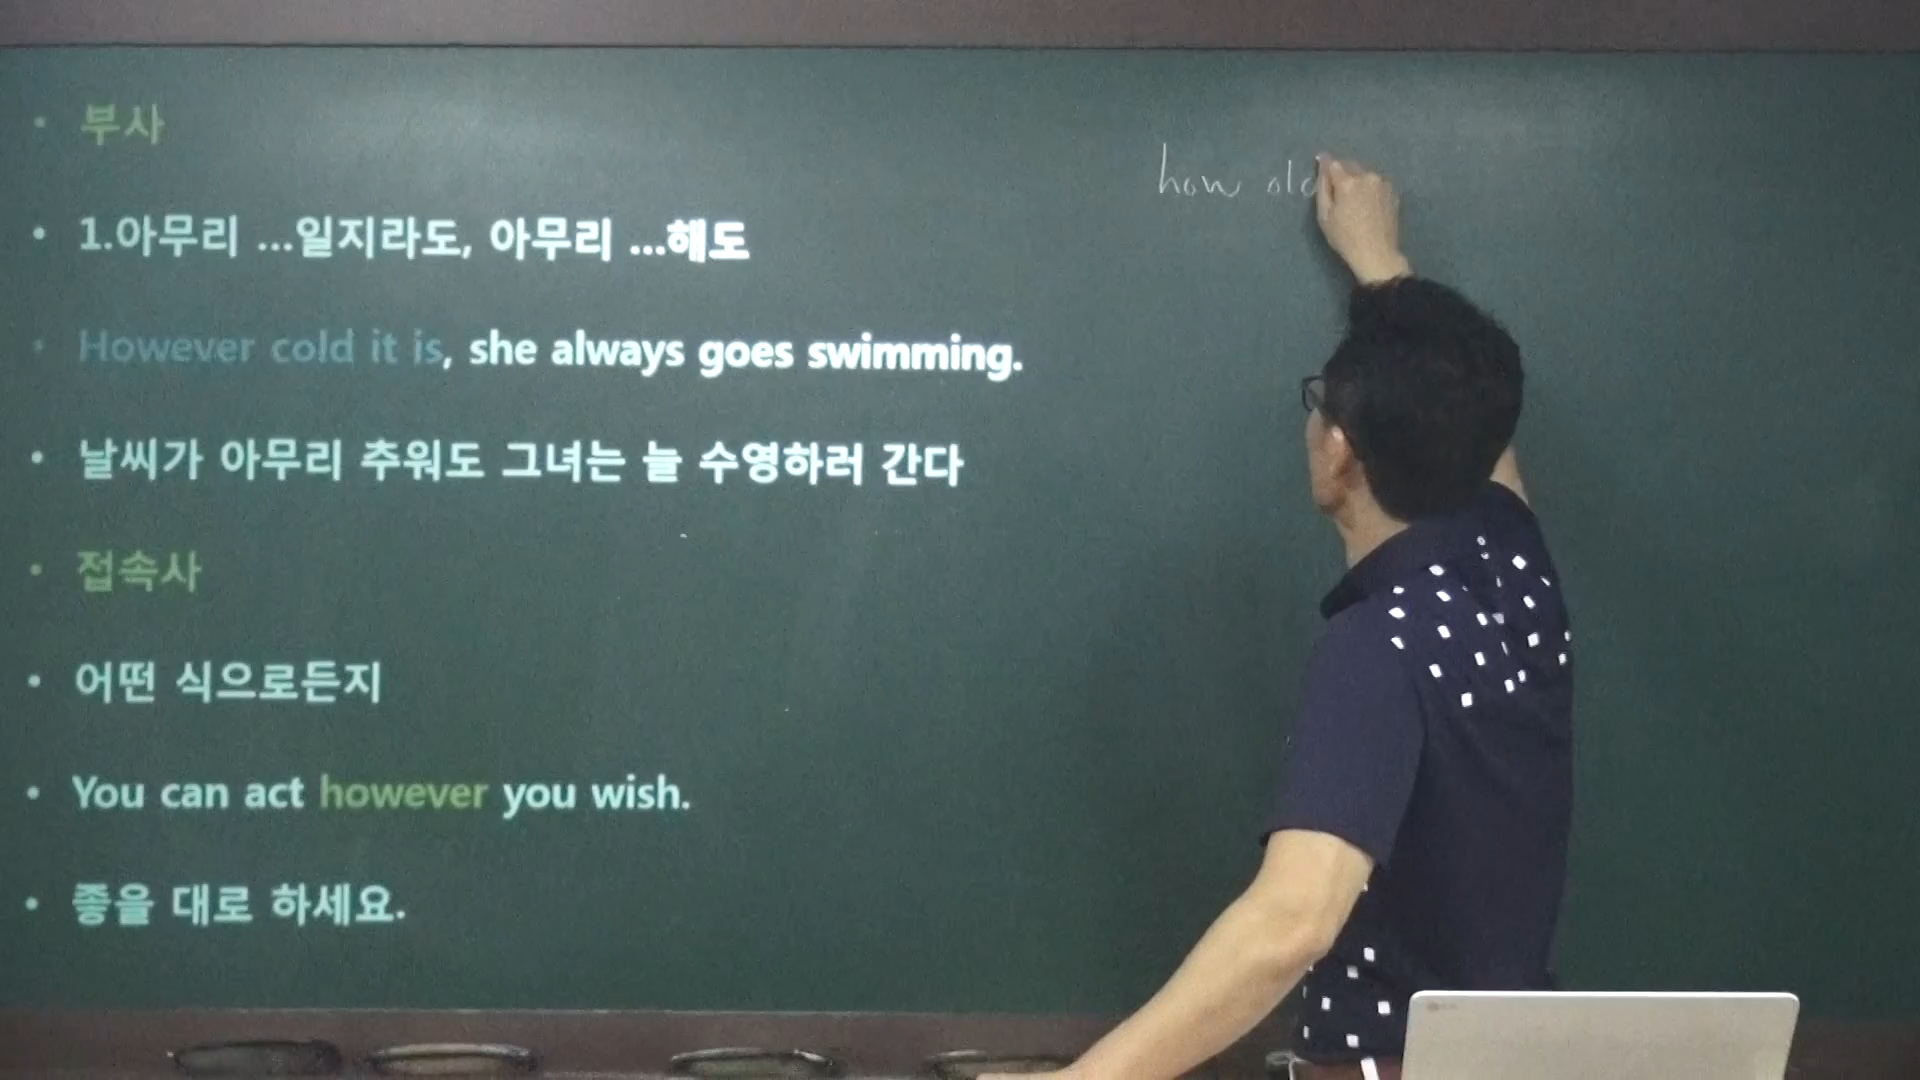 • 부사
• 1.아무리 ...일지라도, 아무리 ...해도
• However cold it is, she always goes swimming.
• 날씨가 아무리 추워도 그녀는 늘 수영하러 간다
• 접속사
• 어떤 식으로든지
• You can act however you wish.
• 좋을 대로 하세요.
how old